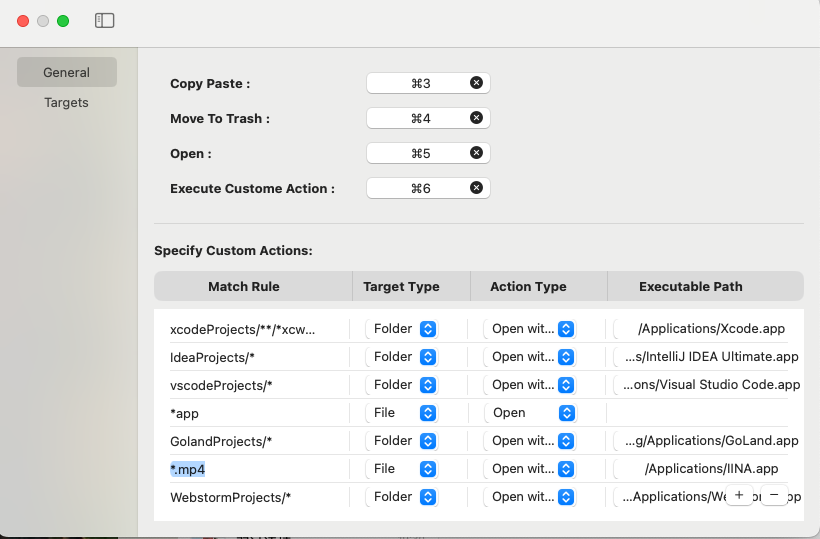 General
Targets
Copy Paste : ⌘3
Move To Trash : ⌘4
Open : ⌘5
Execute Custome Action : ⌘6
Specify Custom Actions:
Match Rule Target Type Action Type Executable Path
xcodeProjects/**/*xcw... Folder Open wit... /Applications/Xcode.app
IdeaProjects/* Folder Open wit... ...s/IntelliJ IDEA Ultimate.app
vscodeProjects/* Folder Open wit... ...ons/Visual Studio Code.app
*app File Open
GolandProjects/* Folder Open wit... ...g/Applications/GoLand.app
*.mp4 File Open wit... /Applications/IINA.app
WebstormProjects/* Folder Open wit... ...Applications/We
+ −